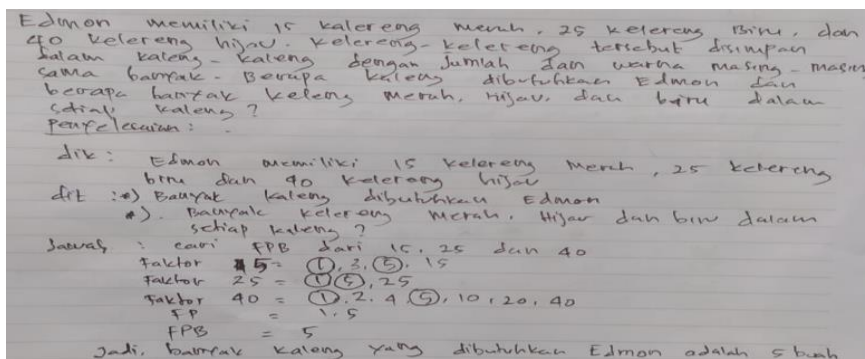 Edmon memiliki 15 kalereng merah, 25 kelereng Biru, dan
40 kelereng hijau. kelereng-kelereng tersebut disimpan
dalam kaleng-kaleng dengan Jumlah dan warna masing-masing
sama banyak. Berapa kaleng dibutuhkan Edmon dan
berapa banyak keleng merah, Hijau, dan biru dalam
setiap kaleng?
Penyelesaian:
dik: Edmon memiliki 15 kelereng merah, 25 kelereng
biru dan 40 kelereng hijau
dit: *) Banyak kaleng dibutuhkan Edmon
*). Banyak kelereng merah, Hijau dan biru dalam
setiap kaleng?
Jawab: cari FPB dari 15, 25 dan 40
Faktor 15 = 1, 3, 5, 15
Faktor 25 = 1, 5, 25
Faktor 40 = 1, 2, 4, 5, 10, 20, 40
FP = 1, 5
FPB = 5
Jadi, banyak kaleng yang dibutuhkan Edmon adalah 5 buah